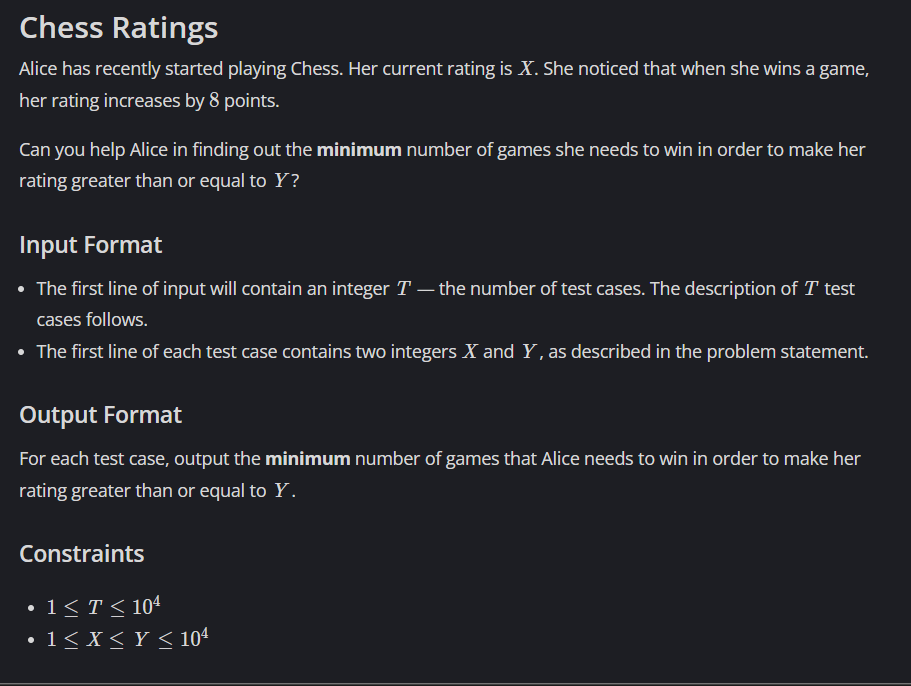 Chess Ratings
Alice has recently started playing Chess. Her current rating is X. She noticed that when she wins a game,
her rating increases by 8 points.
Can you help Alice in finding out the minimum number of games she needs to win in order to make her
rating greater than or equal to Y?
Input Format
• The first line of input will contain an integer T — the number of test cases. The description of T test
cases follows.
• The first line of each test case contains two integers X and Y, as described in the problem statement.
Output Format
For each test case, output the minimum number of games that Alice needs to win in order to make her
rating greater than or equal to Y.
Constraints
• 1 ≤ T ≤ 10⁴
• 1 ≤ X ≤ Y ≤ 10⁴